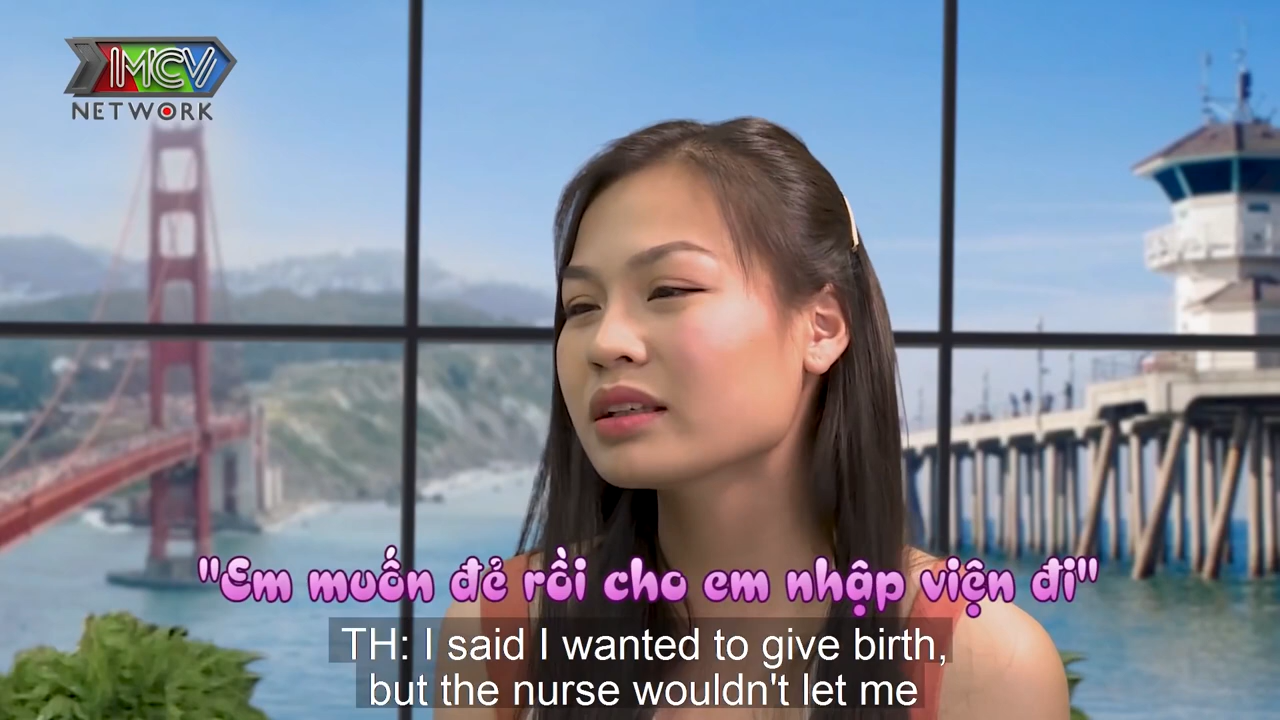 MCV
NETWORK
"Em muốn đẻ rồi cho em nhập viện đi"
TH: I said I wanted to give birth,
but the nurse wouldn't let me